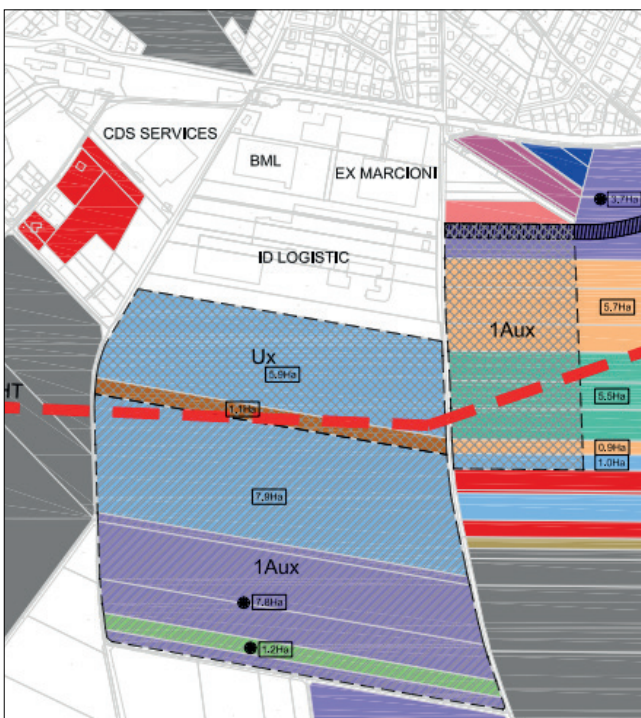 CDS SERVICES
BML
EX MARCIONI
3.7Ha
ID LOGISTIC
5.7Ha
1Aux
Ux
5.9Ha
HT
5.5Ha
1.1Ha
0.9Ha
1.0Ha
7.9Ha
1Aux
7.8Ha
1.2Ha